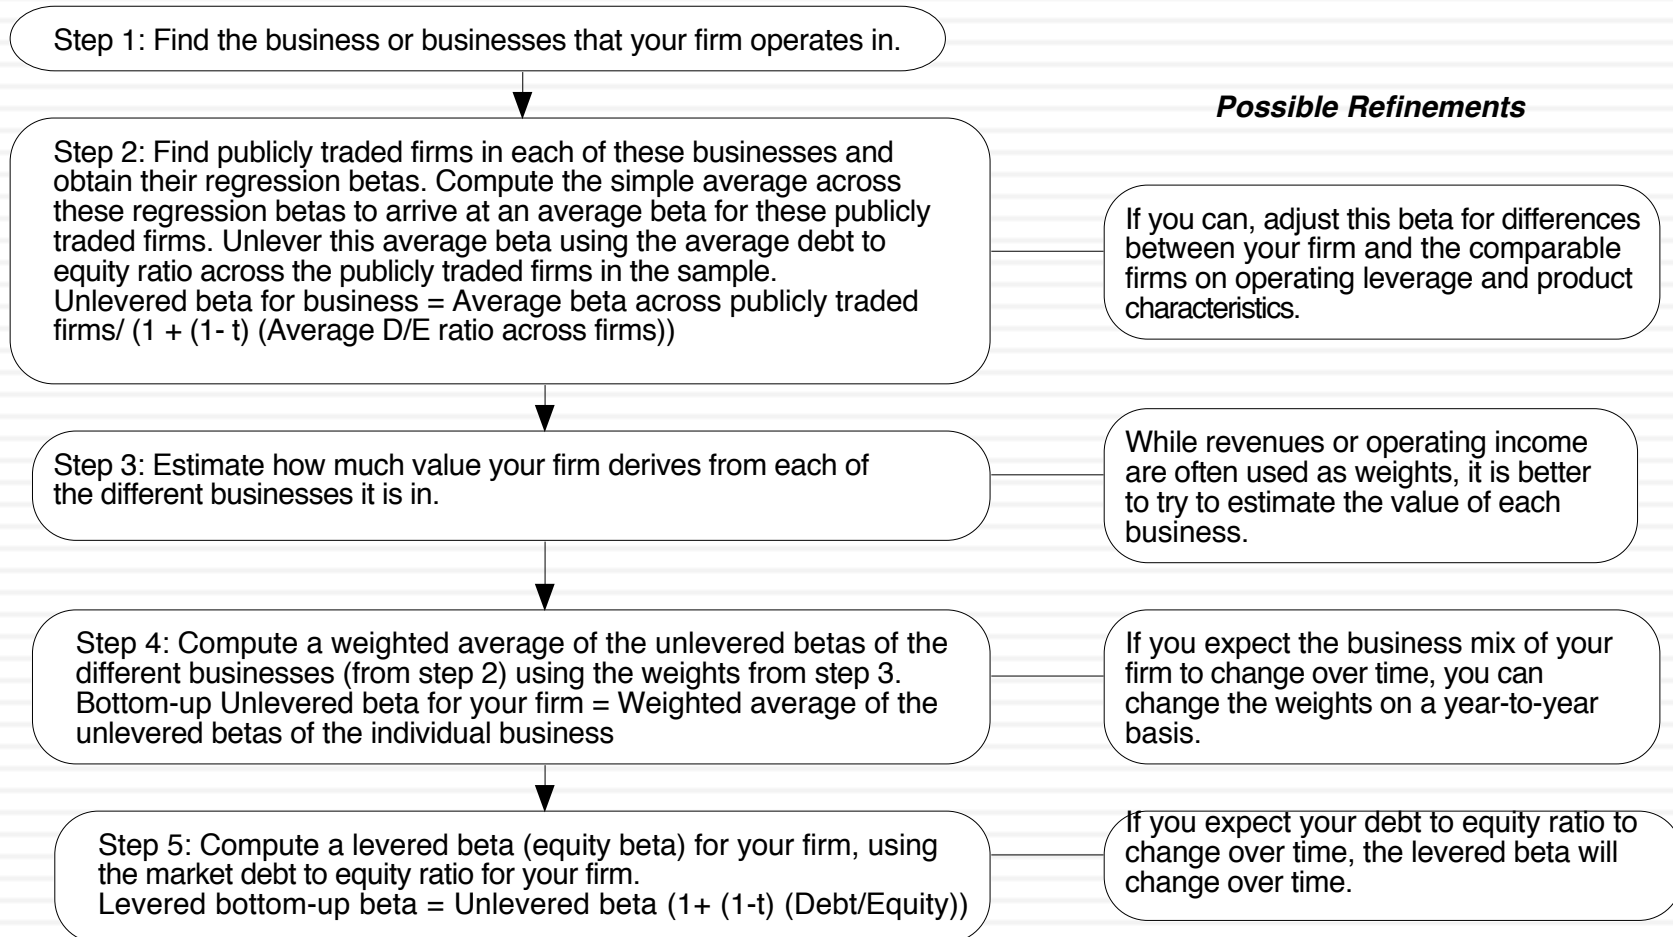 Step 1: Find the business or businesses that your firm operates in.
Possible Refinements
Step 2: Find publicly traded firms in each of these businesses and
obtain their regression betas. Compute the simple average across
these regression betas to arrive at an average beta for these publicly
traded firms. Unlever this average beta using the average debt to
equity ratio across the publicly traded firms in the sample.
Unlevered beta for business = Average beta across publicly traded
firms/ (1 + (1- t) (Average D/E ratio across firms))
If you can, adjust this beta for differences
between your firm and the comparable
firms on operating leverage and product
characteristics.
Step 3: Estimate how much value your firm derives from each of
the different businesses it is in.
While revenues or operating income
are often used as weights, it is better
to try to estimate the value of each
business.
Step 4: Compute a weighted average of the unlevered betas of the
different businesses (from step 2) using the weights from step 3.
Bottom-up Unlevered beta for your firm = Weighted average of the
unlevered betas of the individual business
If you expect the business mix of your
firm to change over time, you can
change the weights on a year-to-year
basis.
Step 5: Compute a levered beta (equity beta) for your firm, using
the market debt to equity ratio for your firm.
Levered bottom-up beta = Unlevered beta (1+ (1-t) (Debt/Equity))
If you expect your debt to equity ratio to
change over time, the levered beta will
change over time.